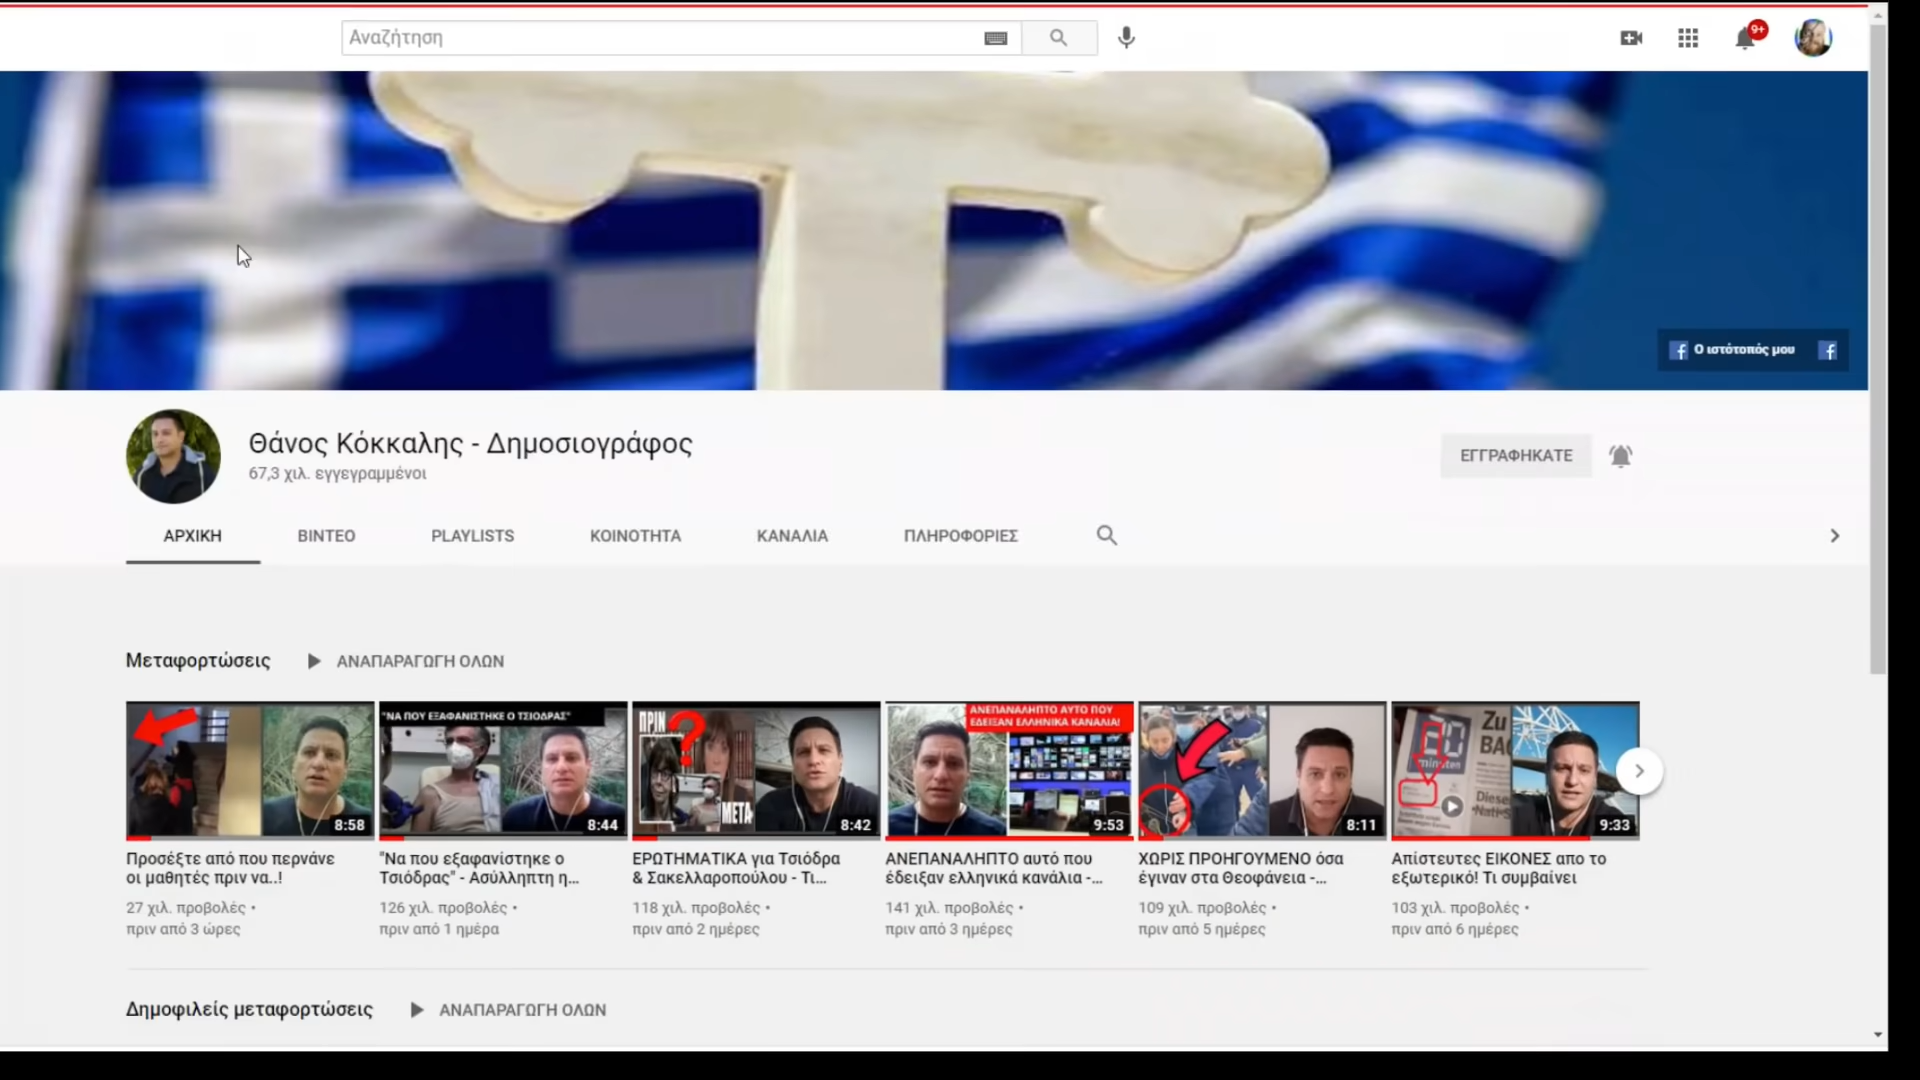 Αναζήτηση
9+
Ο ιστότοπός μου
Θάνος Κόκκαλης - Δημοσιογράφος
67,3 χιλ. εγγεγραμμένοι
ΕΓΓΡΑΦΗΚΑΤΕ
ΑΡΧΙΚΗ ΒΙΝΤΕΟ PLAYLISTS ΚΟΙΝΟΤΗΤΑ ΚΑΝΑΛΙΑ ΠΛΗΡΟΦΟΡΙΕΣ
Μεταφορτώσεις ΑΝΑΠΑΡΑΓΩΓΗ ΟΛΩΝ
8:58
Προσέξτε από που περνάνε
οι μαθητές πριν να..!
27 χιλ. προβολές •
πριν από 3 ώρες
"ΝΑ ΠΟΥ ΕΞΑΦΑΝΙΣΤΗΚΕ Ο ΤΣΙΟΔΡΑΣ"
8:44
"Να που εξαφανίστηκε ο
Τσιόδρας" - Ασύλληπτη η...
126 χιλ. προβολές •
πριν από 1 ημέρα
ΠΡΙΝ
?
ΜΕΤΑ
8:42
ΕΡΩΤΗΜΑΤΙΚΑ για Τσιόδρα
& Σακελλαροπούλου - Τι...
118 χιλ. προβολές •
πριν από 2 ημέρες
ΑΝΕΠΑΝΑΛΗΠΤΟ ΑΥΤΟ ΠΟΥ
ΕΔΕΙΞΑΝ ΕΛΛΗΝΙΚΑ ΚΑΝΑΛΙΑ!
9:53
ΑΝΕΠΑΝΑΛΗΠΤΟ αυτό που
έδειξαν ελληνικά κανάλια -...
141 χιλ. προβολές •
πριν από 3 ημέρες
8:11
ΧΩΡΙΣ ΠΡΟΗΓΟΥΜΕΝΟ όσα
έγιναν στα Θεοφάνεια -...
109 χιλ. προβολές •
πριν από 5 ημέρες
20
minuten
Zu
BA
Diese
9:33
Απίστευτες ΕΙΚΟΝΕΣ απο το
εξωτερικό! Τι συμβαίνει
103 χιλ. προβολές •
πριν από 6 ημέρες
Δημοφιλείς μεταφορτώσεις ΑΝΑΠΑΡΑΓΩΓΗ ΟΛΩΝ